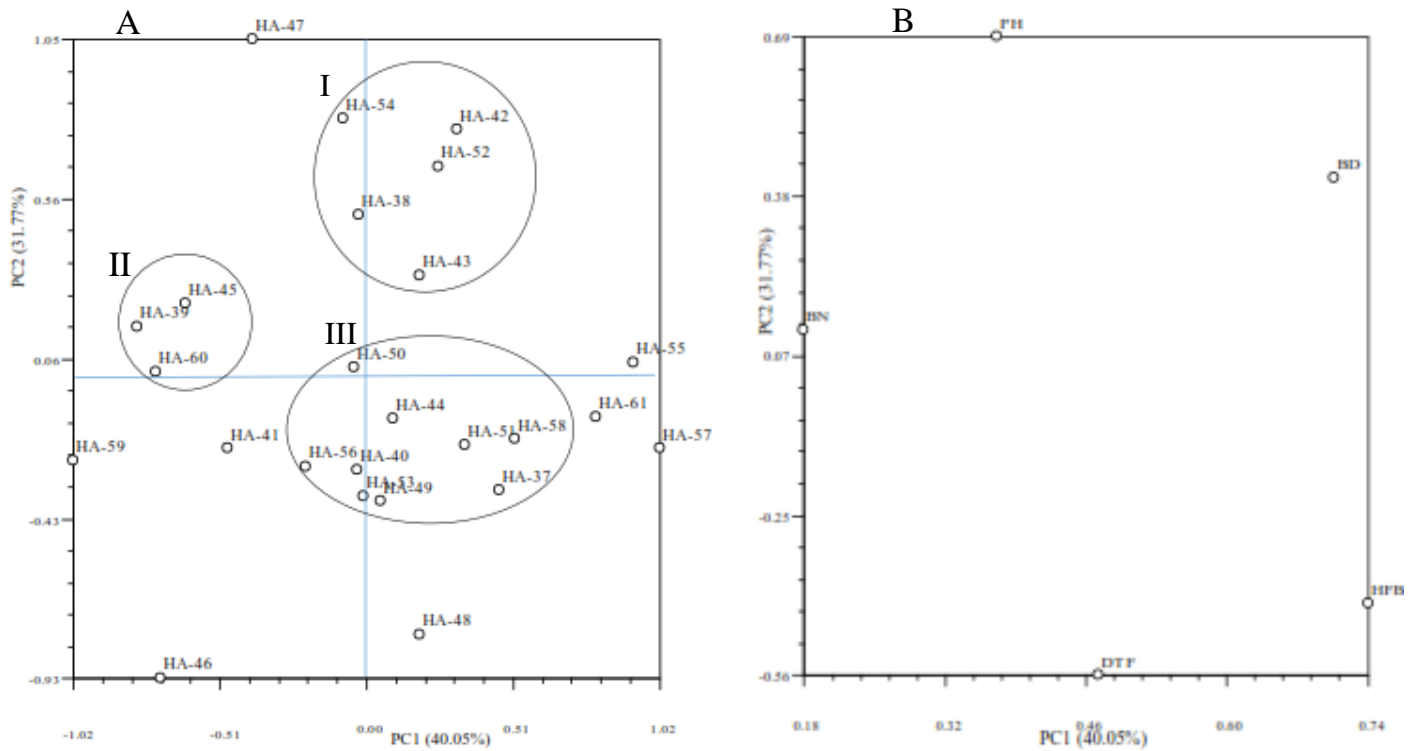 A
B
HA-47
PH
1.05
0.69
I
HA-54
HA-42
HA-52
BD
0.56
0.38
HA-38
PC2 (31.77%)
PC2 (31.77%)
II
HA-43
HA-45
HA-39
BN
III
HA-60
HA-50
HA-55
0.06
0.07
HA-44
HA-61
HA-51
HA-58
HA-59
HA-41
HA-57
HA-56
HA-40
HA-53
HA-49
HA-37
-0.43
-0.25
HFB
HA-48
HA-46
DTF
-0.93
-0.56
-1.02
-0.51
0.00
0.51
1.02
PC1 (40.05%)
0.18
0.32
0.46
0.60
0.74
PC1 (40.05%)